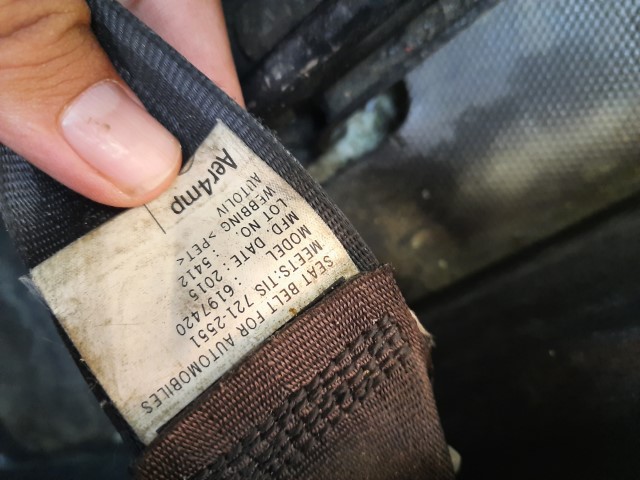 SEAT BELT FOR AUTOMOBILES
MEETS:TIS 721-2551
MODEL : 6197420
MFD. DATE : 2015
LOT NO. : 5412
WEBBING >PET<
AUTOLIV
Aer4mp